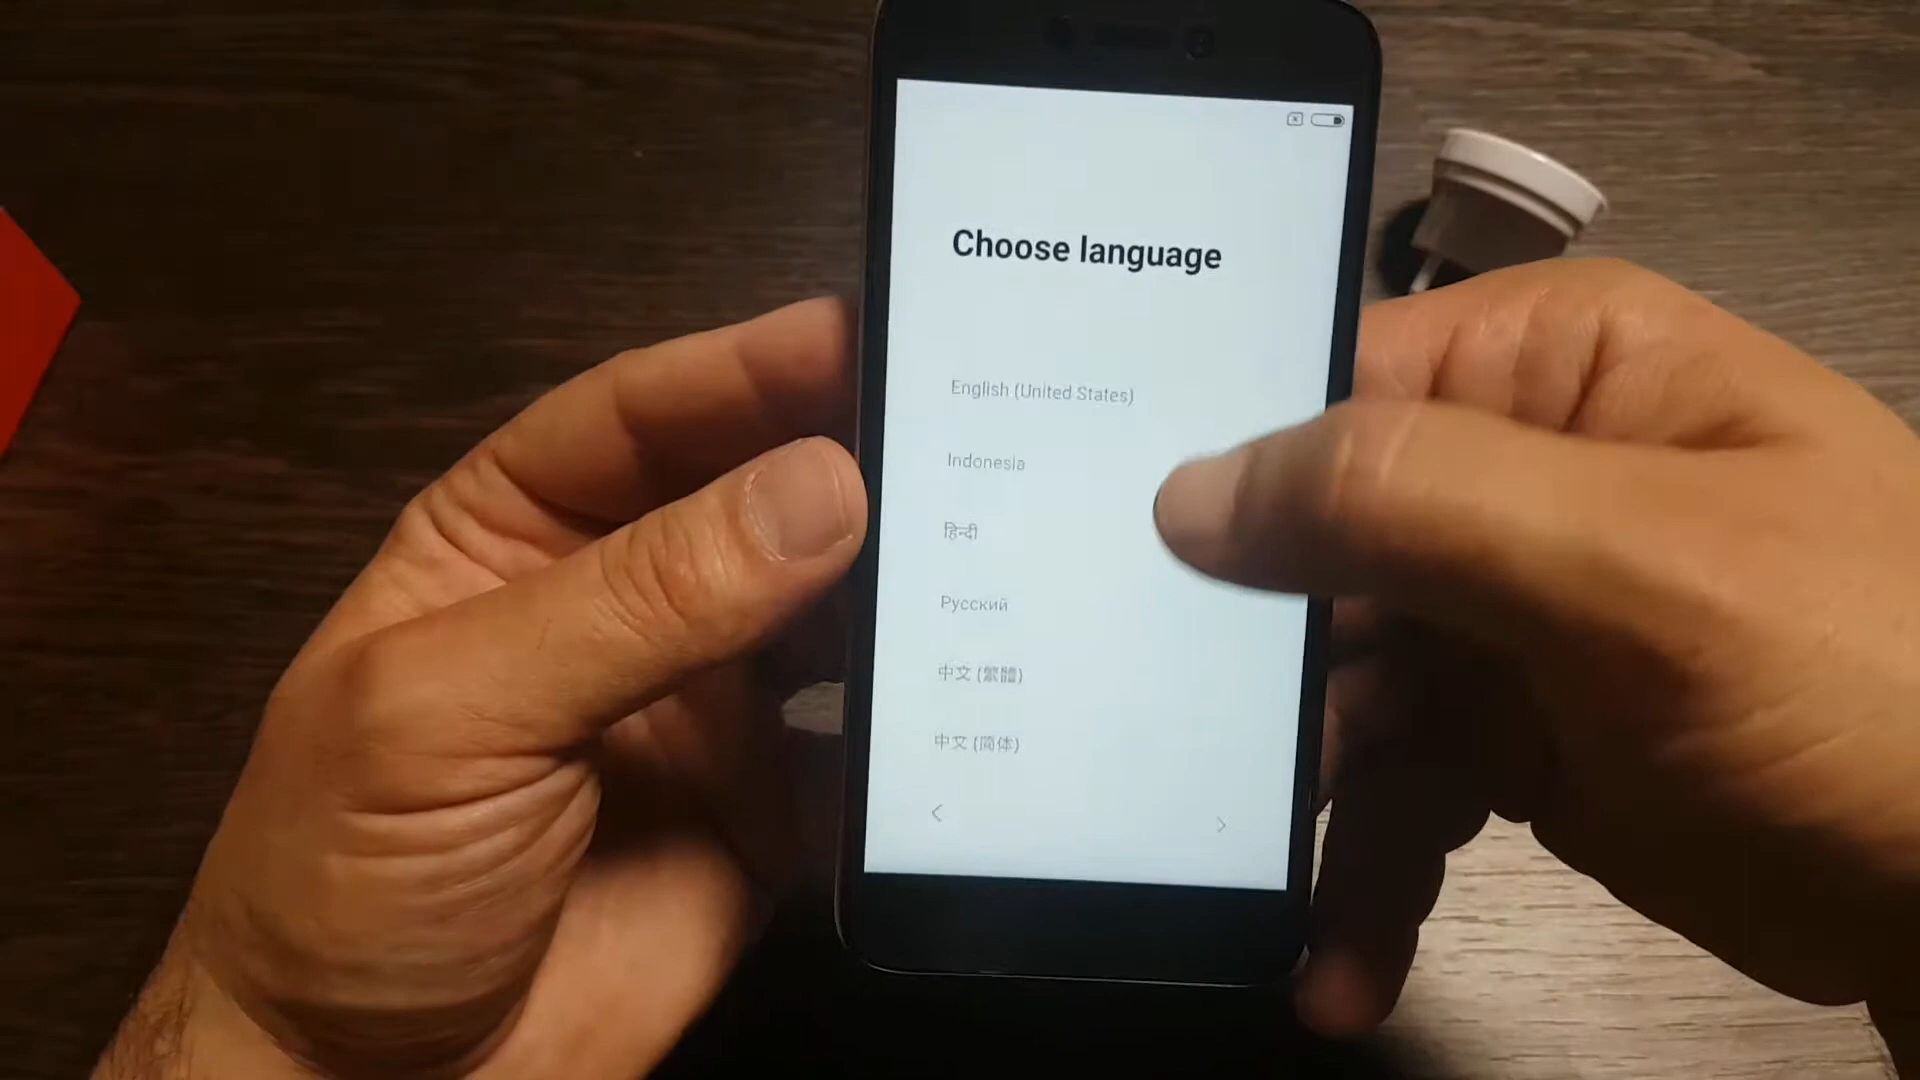 Choose language
English (United States)
Indonesia
हिन्दी
Русский
中文 (繁體)
中文 (简体)